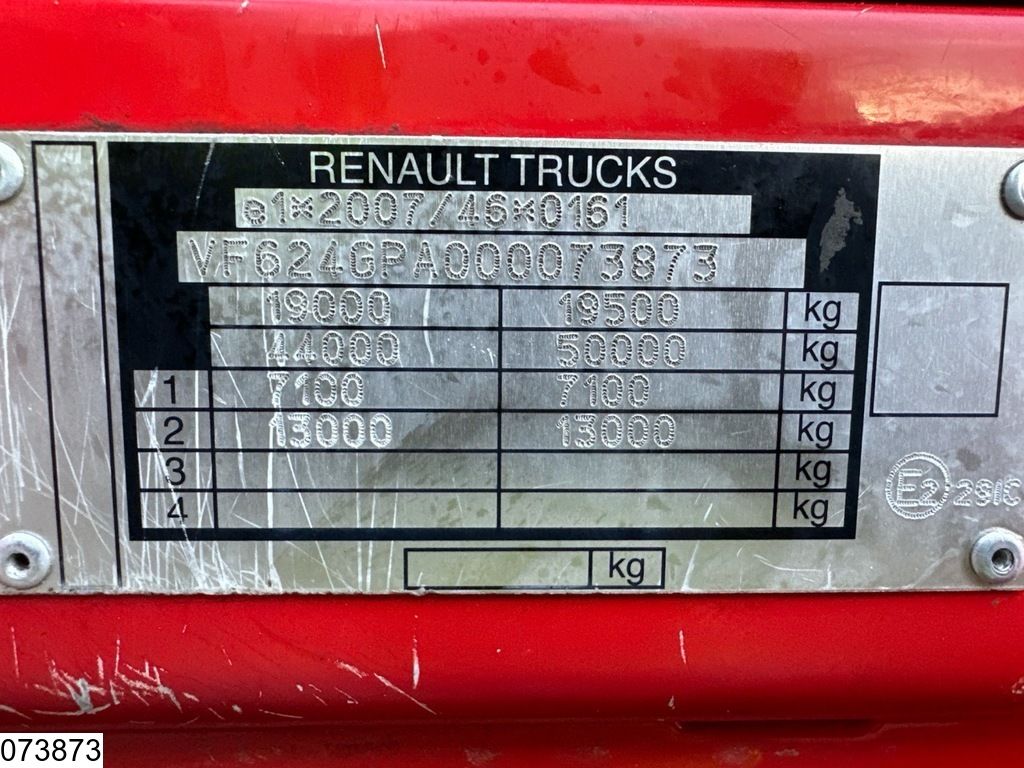 RENAULT TRUCKS
e1*2007/46*0161
VF624GPA000073873
19000 19500 kg
44000 50000 kg
1 7100 7100 kg
2 13000 13000 kg
3 kg
4 kg
E2 29IC
kg
073873